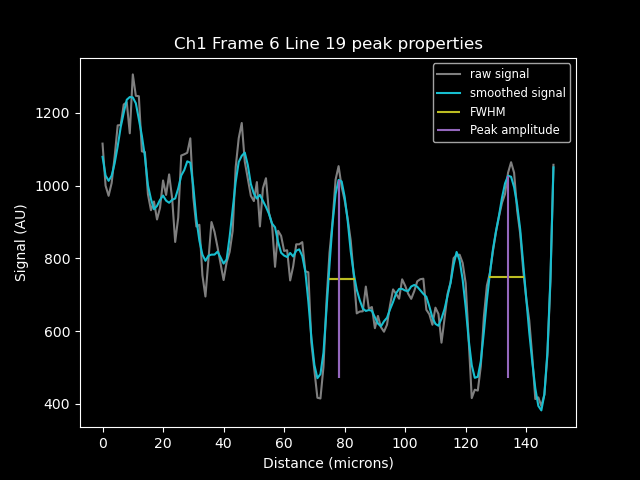 Ch1 Frame 6 Line 19 peak properties
raw signal
smoothed signal
FWHM
Peak amplitude
Signal (AU)
1200
1000
800
600
400
0 20 40 60 80 100 120 140
Distance (microns)